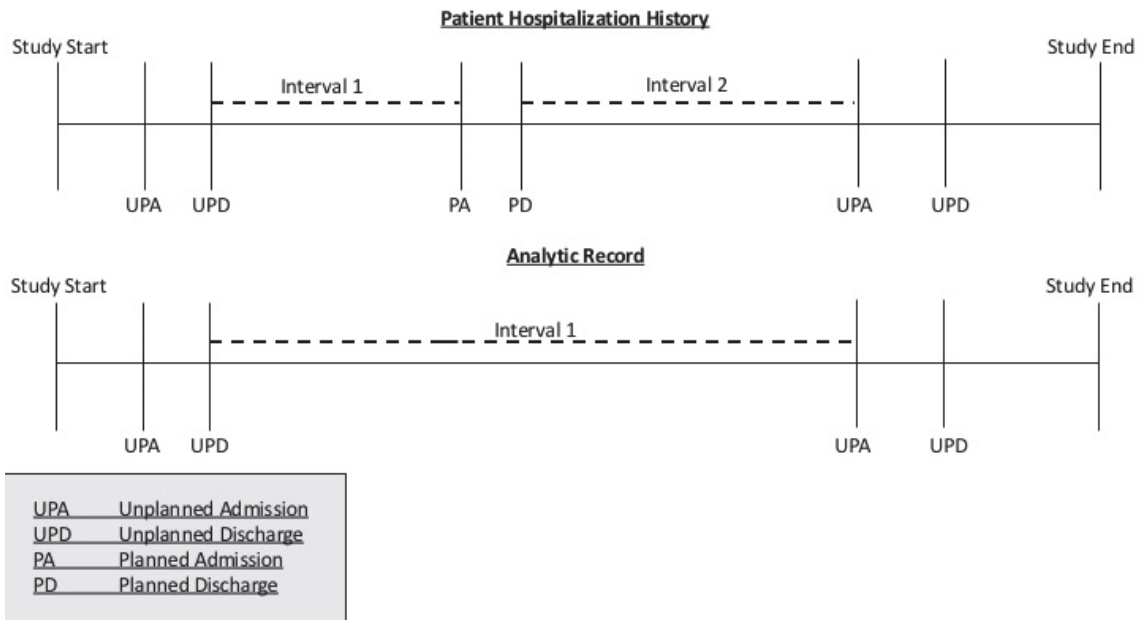 Patient Hospitalization History
Study Start
Study End
Interval 1
Interval 2
UPA UPD PA PD UPA UPD
Analytic Record
Study Start
Study End
Interval 1
UPA UPD UPA UPD
UPA Unplanned Admission
UPD Unplanned Discharge
PA Planned Admission
PD Planned Discharge